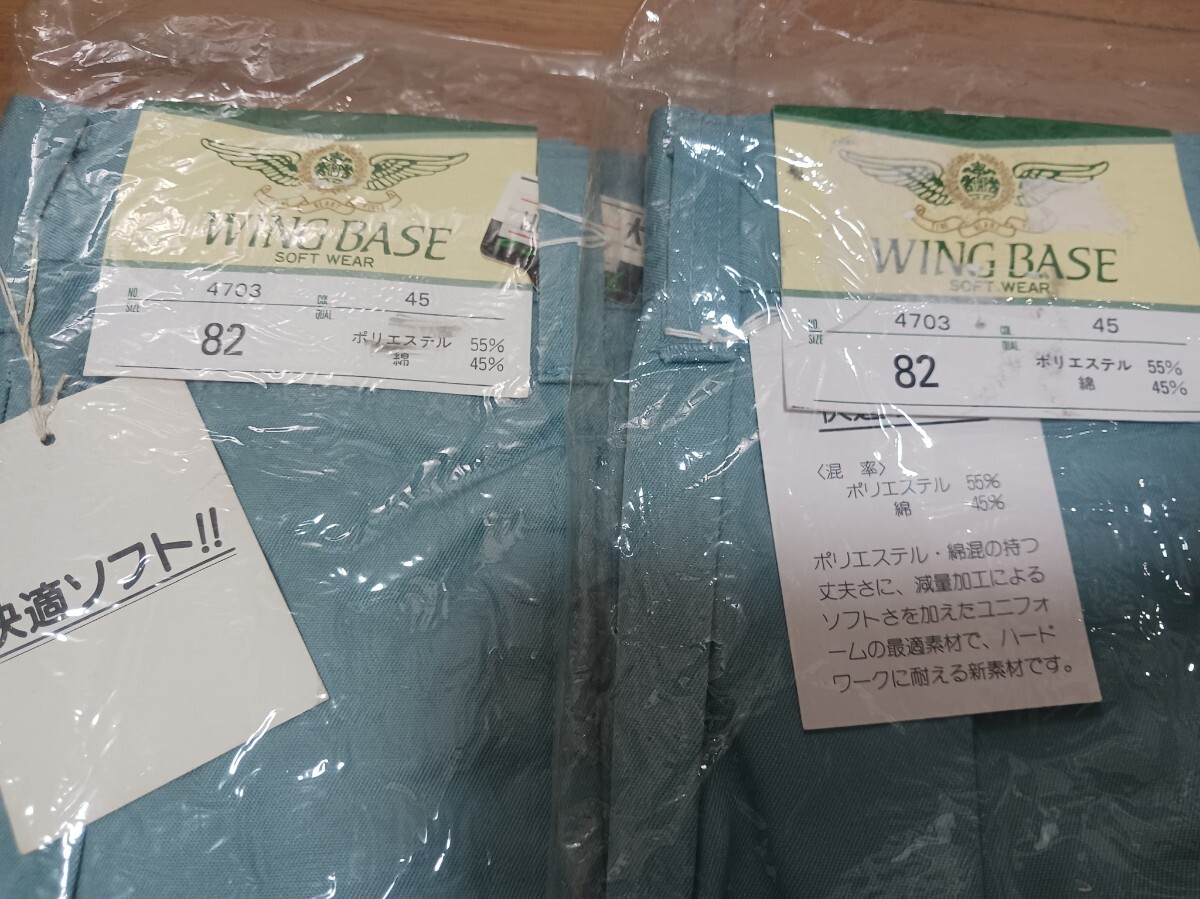 WING BASE
SOFT WEAR
NO 4703 COL 45
SIZE 82 QUAL ポリエステル 55%
綿 45%
快適ソフト!!
WING BASE
SOFT WEAR
NO 4703 COL 45
SIZE 82 QUAL ポリエステル 55%
綿 45%
〈混 率〉
ポリエステル 55%
綿 45%
ポリエステル・綿混の持つ
丈夫さに、減量加工による
ソフトさを加えたユニフォ
ームの最適素材で、ハード
ワークに耐える新素材です。